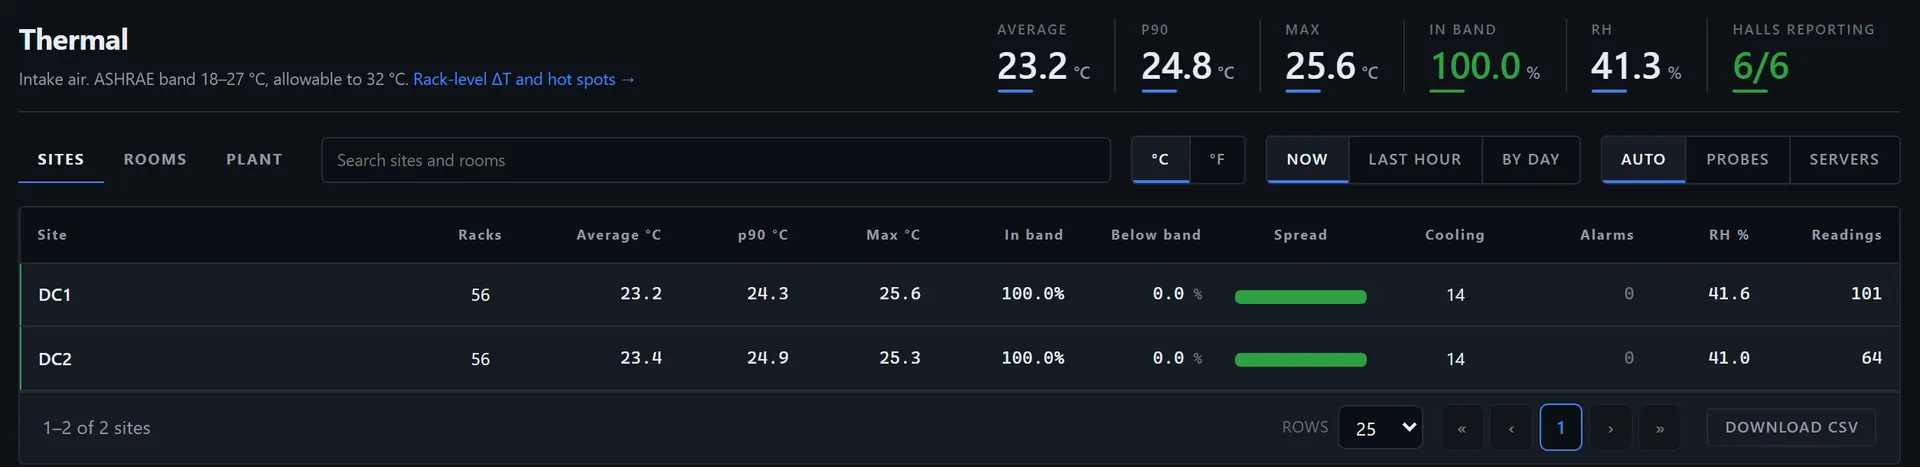 Thermal
Intake air. ASHRAE band 18–27 °C, allowable to 32 °C. Rack-level ΔT and hot spots →
AVERAGE
23.2 °C
P90
24.8 °C
MAX
25.6 °C
IN BAND
100.0 %
RH
41.3 %
HALLS REPORTING
6/6
SITES ROOMS PLANT
Search sites and rooms
°C °F
NOW LAST HOUR BY DAY
AUTO PROBES SERVERS
Site Racks Average °C p90 °C Max °C In band Below band Spread Cooling Alarms RH % Readings
DC1 56 23.2 24.3 25.6 100.0% 0.0 % 14 0 41.6 101
DC2 56 23.4 24.9 25.3 100.0% 0.0 % 14 0 41.0 64
1–2 of 2 sites
ROWS 25 « ‹ 1 › » DOWNLOAD CSV